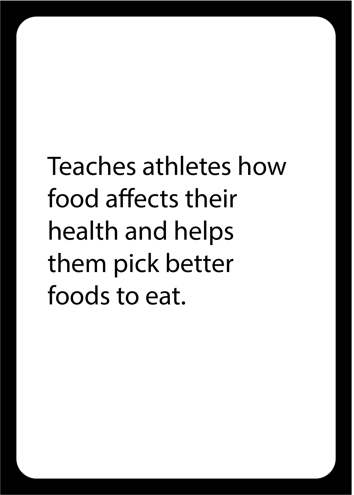 Teaches athletes how
food affects their
health and helps
them pick better
foods to eat.